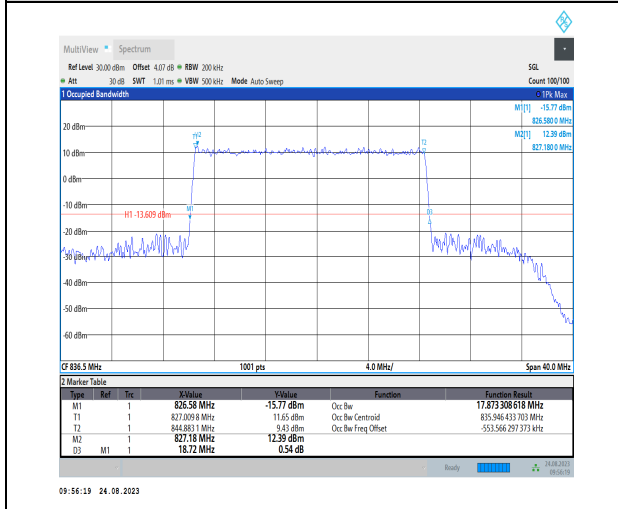 MultiView Spectrum
Ref Level 30.00 dBm Offset 4.07 dB RBW 200 kHz SGL
Att 30 dB SWT 1.01 ms VBW 500 kHz Mode Auto Sweep Count 100/100
1 Occupied Bandwidth 1Pk Max
M1[1] -15.77 dBm
826.5800 MHz
M2[1] 12.39 dBm
827.1800 MHz
20 dBm
T1 M2 T2
10 dBm
0 dBm
-10 dBm
M1 D3
H1 -13.609 dBm
-20 dBm
-30 dBm
-40 dBm
-50 dBm
-60 dBm
CF 836.5 MHz 1001 pts 4.0 MHz/ Span 40.0 MHz
2 Marker Table
Type Ref Trc X-Value Y-Value Function Function Result
M1 1 826.58 MHz -15.77 dBm Occ Bw 17.873 308 618 MHz
T1 1 827.009 8 MHz 11.65 dBm Occ Bw Centroid 835.946 433 703 MHz
T2 1 844.883 1 MHz 9.43 dBm Occ Bw Freq Offset -553.566 297 373 kHz
M2 1 827.18 MHz 12.39 dBm
D3 M1 1 18.72 MHz 0.54 dB
Ready 24.08.2023
09:56:19
09:56:19 24.08.2023